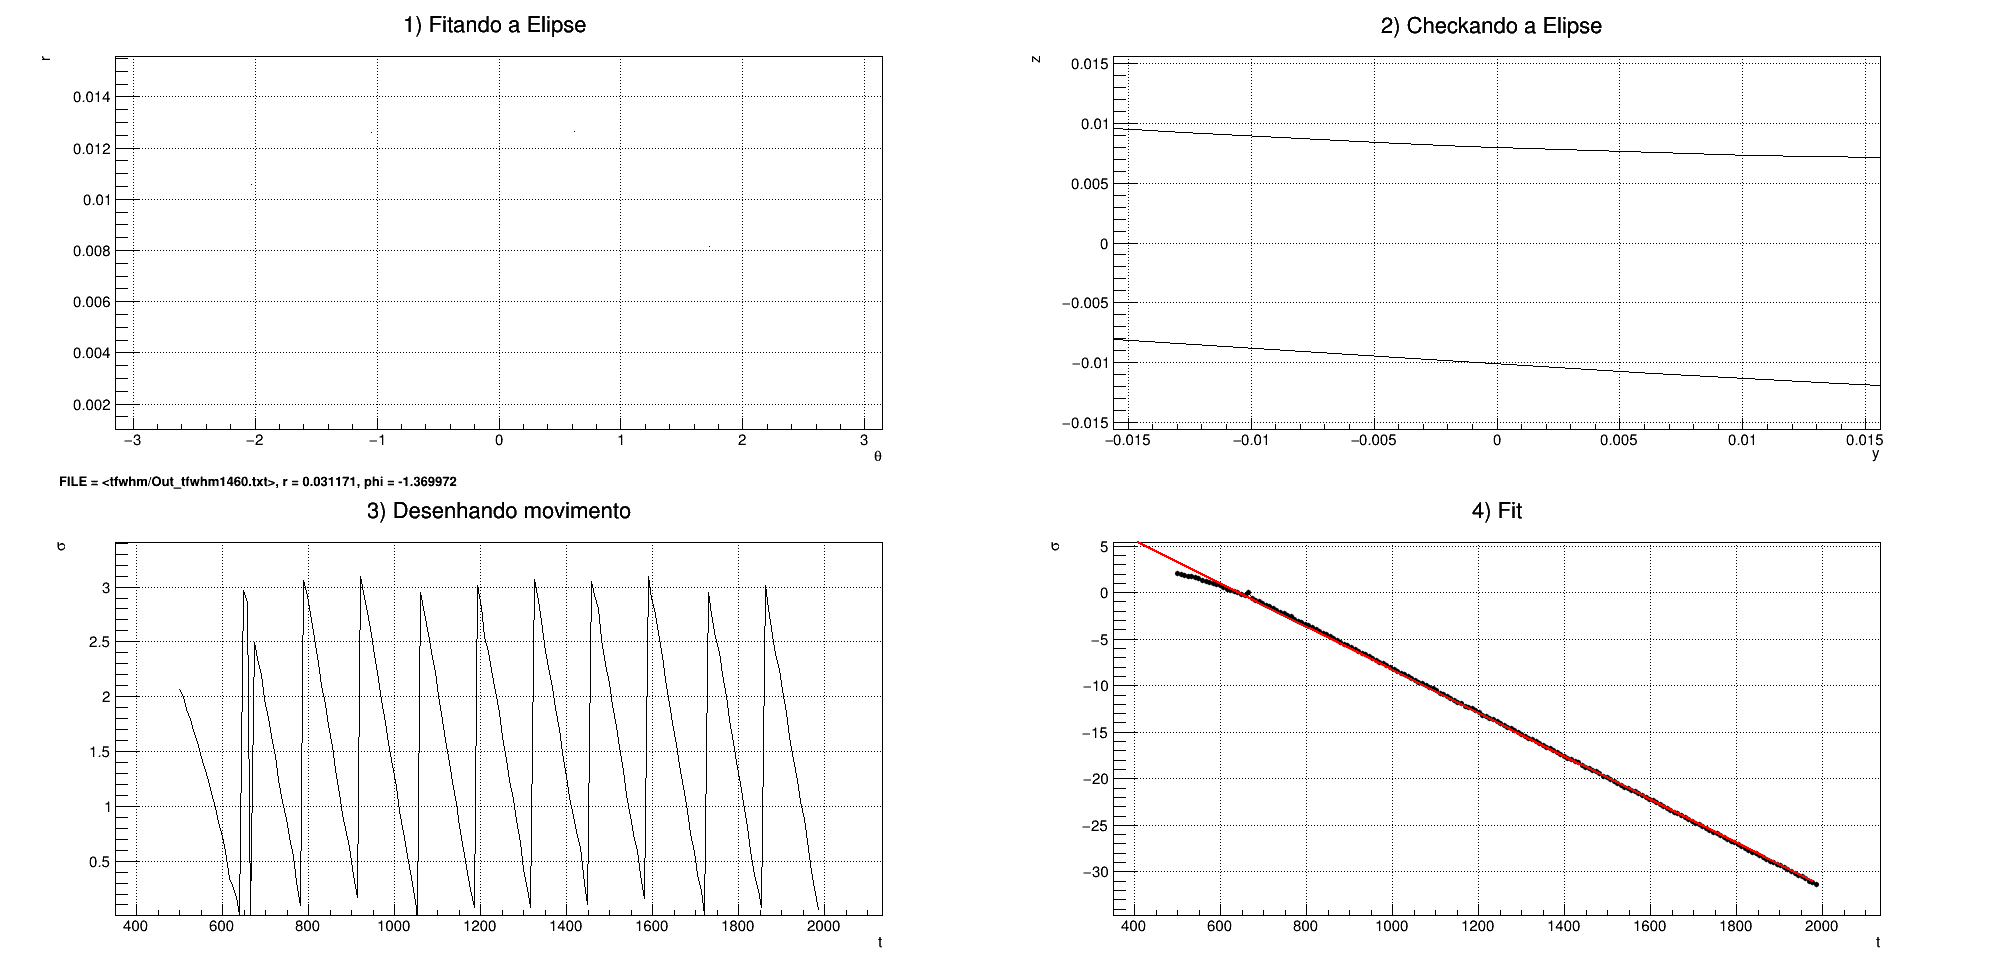 1) Fitando a Elipse
r
0.014
0.012
0.01
0.008
0.006
0.004
0.002
−3 −2 −1 0 1 2 3
θ
2) Checkando a Elipse
z
0.015
0.01
0.005
0
−0.005
−0.01
−0.015
−0.015 −0.01 −0.005 0 0.005 0.01 0.015
y
FILE = <tfwhm/Out_tfwhm1460.txt>, r = 0.031171, phi = -1.369972
3) Desenhando movimento
σ
3
2.5
2
1.5
1
0.5
400 600 800 1000 1200 1400 1600 1800 2000
t
4) Fit
σ
5
0
−5
−10
−15
−20
−25
−30
400 600 800 1000 1200 1400 1600 1800 2000
t